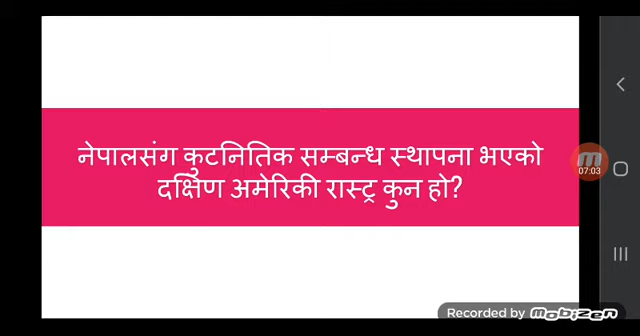 नेपालसंग कुटनितिक सम्बन्ध स्थापना भएको
दक्षिण अमेरिकी रास्ट्र कुन हो?
07:03
Recorded by Mobizen